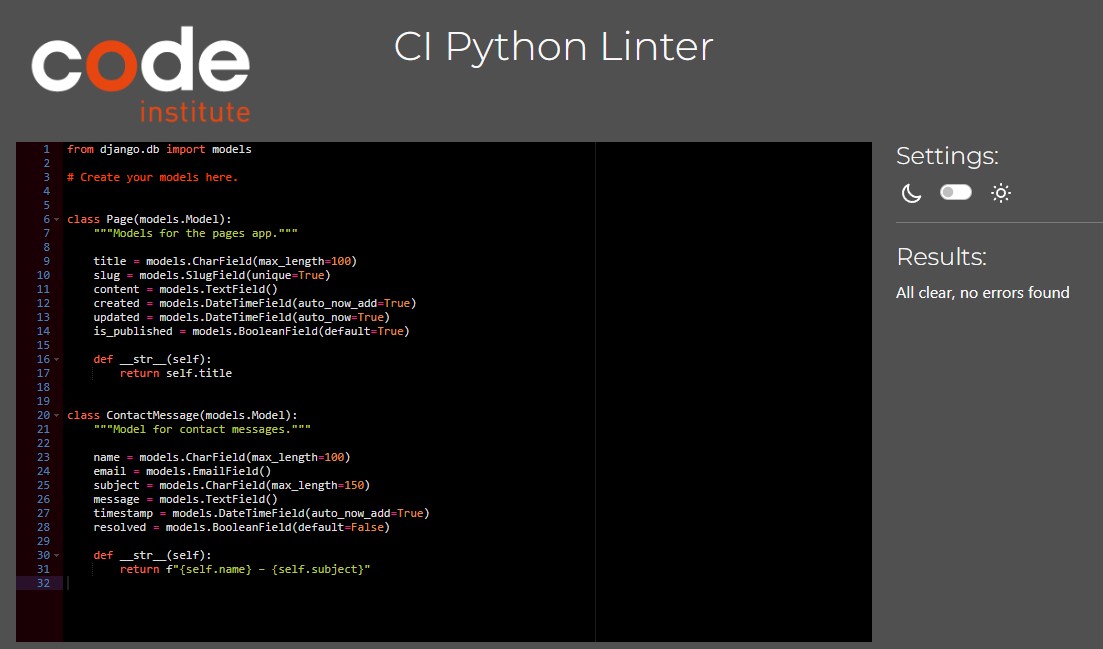 code
institute
CI Python Linter
1 from django.db import models
2
3 # Create your models here.
4
5
6 class Page(models.Model):
7     """Models for the pages app."""
8
9     title = models.CharField(max_length=100)
10     slug = models.SlugField(unique=True)
11     content = models.TextField()
12     created = models.DateTimeField(auto_now_add=True)
13     updated = models.DateTimeField(auto_now=True)
14     is_published = models.BooleanField(default=True)
15
16     def __str__(self):
17         return self.title
18
19
20 class ContactMessage(models.Model):
21     """Model for contact messages."""
22
23     name = models.CharField(max_length=100)
24     email = models.EmailField()
25     subject = models.CharField(max_length=150)
26     message = models.TextField()
27     timestamp = models.DateTimeField(auto_now_add=True)
28     resolved = models.BooleanField(default=False)
29
30     def __str__(self):
31         return f"{self.name} – {self.subject}"
32
Settings:
Results:
All clear, no errors found